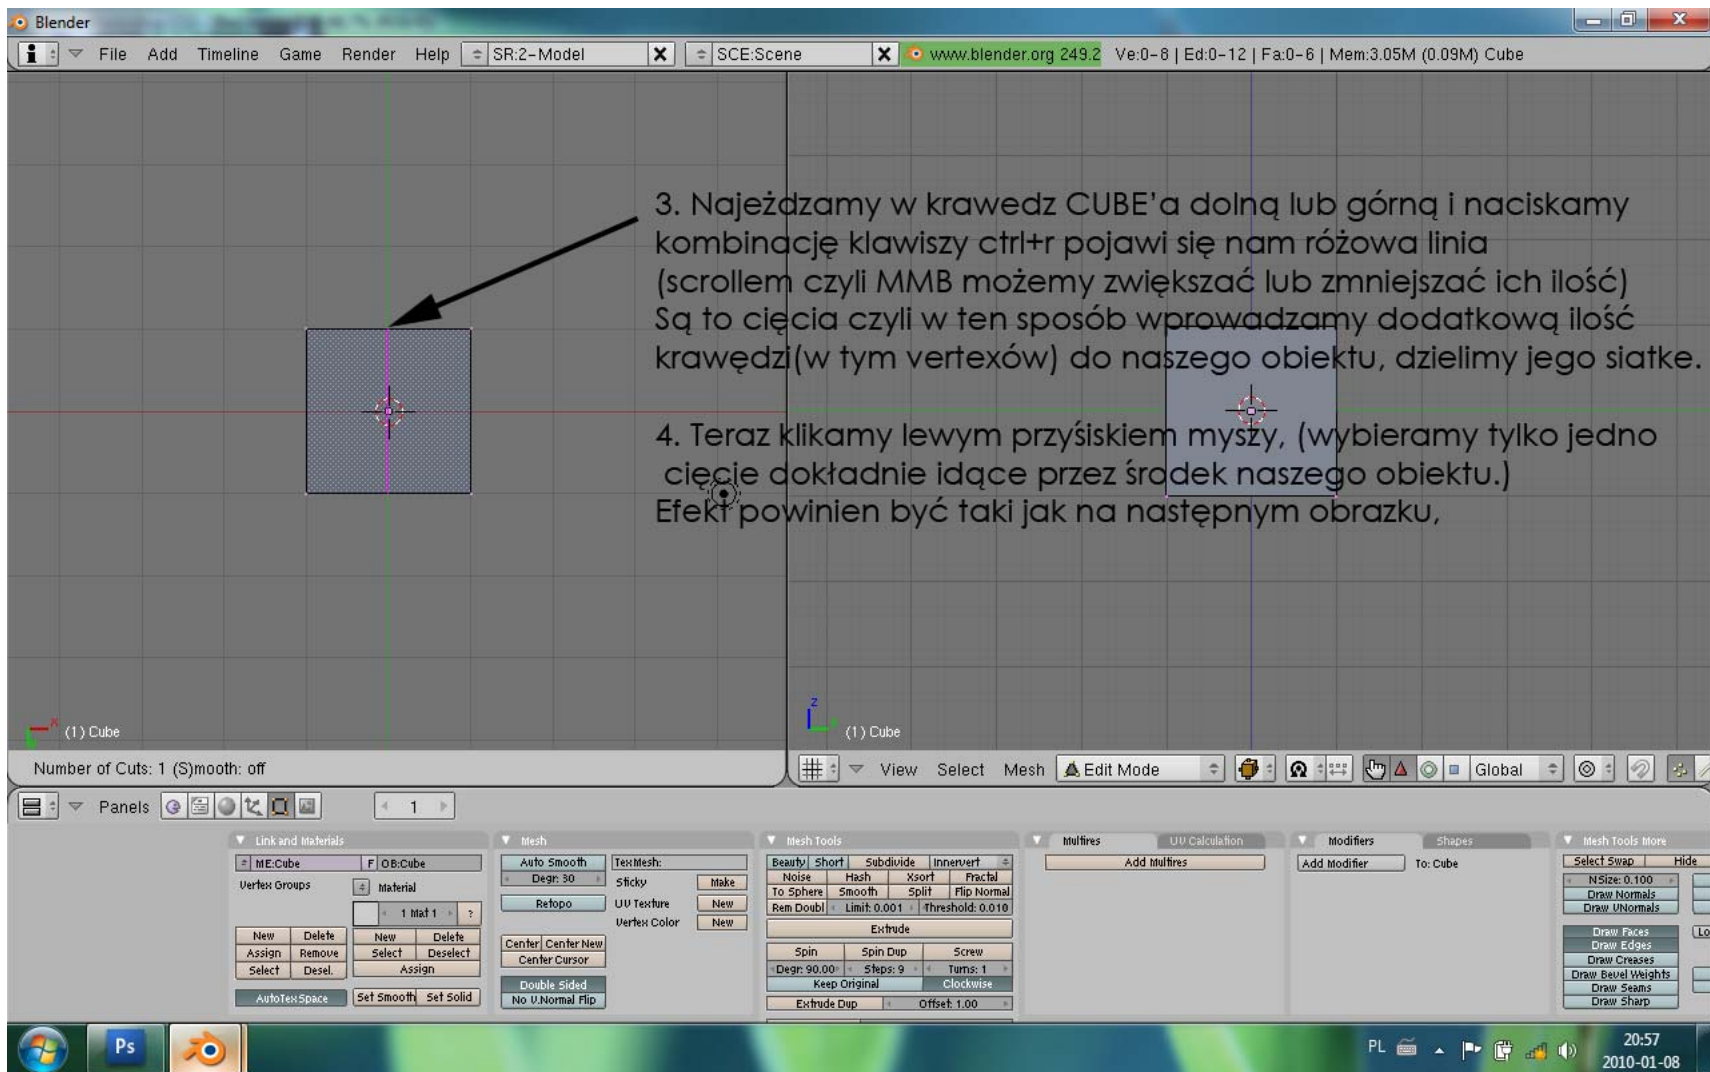 Blender
File Add Timeline Game Render Help SR:2-Model X SCE:Scene X www.blender.org 249.2 Ve:0-8 | Ed:0-12 | Fa:0-6 | Mem:3.05M (0.09M) Cube
3. Najeżdzamy w krawedz CUBE'a dolną lub górną i naciskamy
kombinację klawiszy ctrl+r pojawi się nam różowa linia
(scrollem czyli MMB możemy zwiększać lub zmniejszać ich ilość)
Są to cięcia czyli w ten sposób wprowadzamy dodatkową ilość
krawędzi(w tym vertexów) do naszego obiektu, dzielimy jego siatke.
4. Teraz klikamy lewym przyśiskiem myszy, (wybieramy tylko jedno
cięcie dokładnie idące przez środek naszego obiektu.)
Efekt powinien być taki jak na następnym obrazku,
x (1) Cube
z y (1) Cube
Number of Cuts: 1 (S)mooth: off
View Select Mesh Edit Mode Global
Panels 1
Link and Materials
ME:Cube F OB:Cube
Vertex Groups Material
1 Mat 1 ?
New Delete New Delete
Assign Remove Select Deselect
Select Desel. Assign
AutoTexSpace Set Smooth Set Solid
Mesh
Auto Smooth TexMesh:
Degr: 30 Sticky Make
Retopo UV Texture New
Vertex Color New
Center Center New
Center Cursor
Double Sided
No V.Normal Flip
Mesh Tools
Beauty Short Subdivide Innervert
Noise Hash Xsort Fractal
To Sphere Smooth Split Flip Normal
Rem Doubl Limit: 0.001 Threshold: 0.010
Extrude
Spin Spin Dup Screw
Degr: 90.00 Steps: 9 Turns: 1
Keep Original Clockwise
Extrude Dup Offset: 1.00
Multires UV Calculation
Add Multires
Modifiers Shapes
Add Modifier To: Cube
Mesh Tools More
Select Swap Hide
NSize: 0.100
Draw Normals
Draw VNormals
Draw Faces Lo
Draw Edges
Draw Creases
Draw Bevel Weights
Draw Seams
Draw Sharp
Ps
PL
20:57
2010-01-08